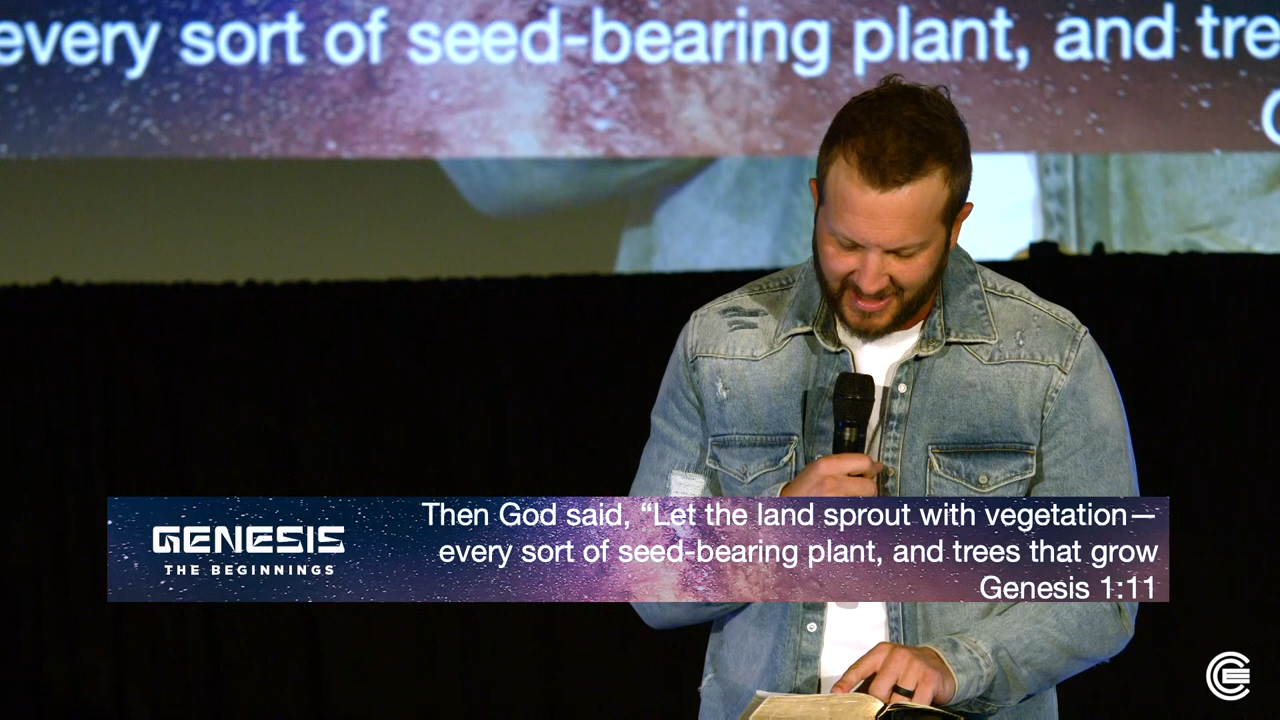 every sort of seed-bearing plant, and tre
GENESIS
THE BEGINNINGS
Then God said, “Let the land sprout with vegetation—
every sort of seed-bearing plant, and trees that grow
Genesis 1:11